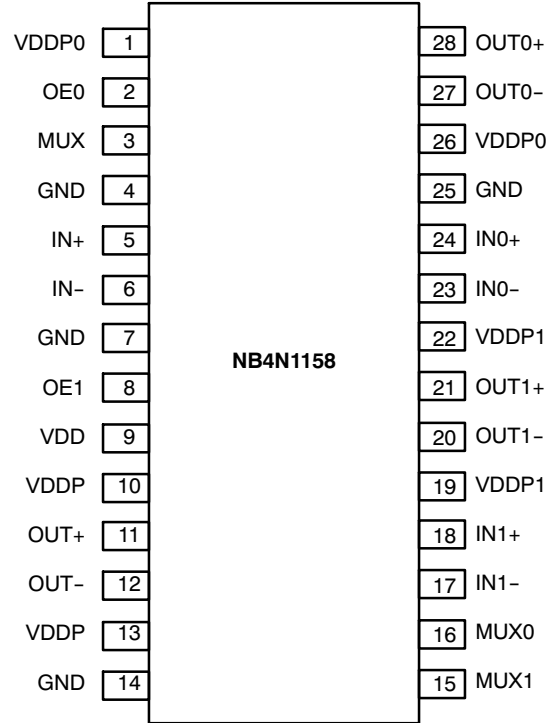 VDDP0 1 28 OUT0+
OE0 2 27 OUT0-
MUX 3 26 VDDP0
GND 4 25 GND
IN+ 5 24 IN0+
IN- 6 23 IN0-
GND 7 22 VDDP1
NB4N1158
OE1 8 21 OUT1+
VDD 9 20 OUT1-
VDDP 10 19 VDDP1
OUT+ 11 18 IN1+
OUT- 12 17 IN1-
VDDP 13 16 MUX0
GND 14 15 MUX1